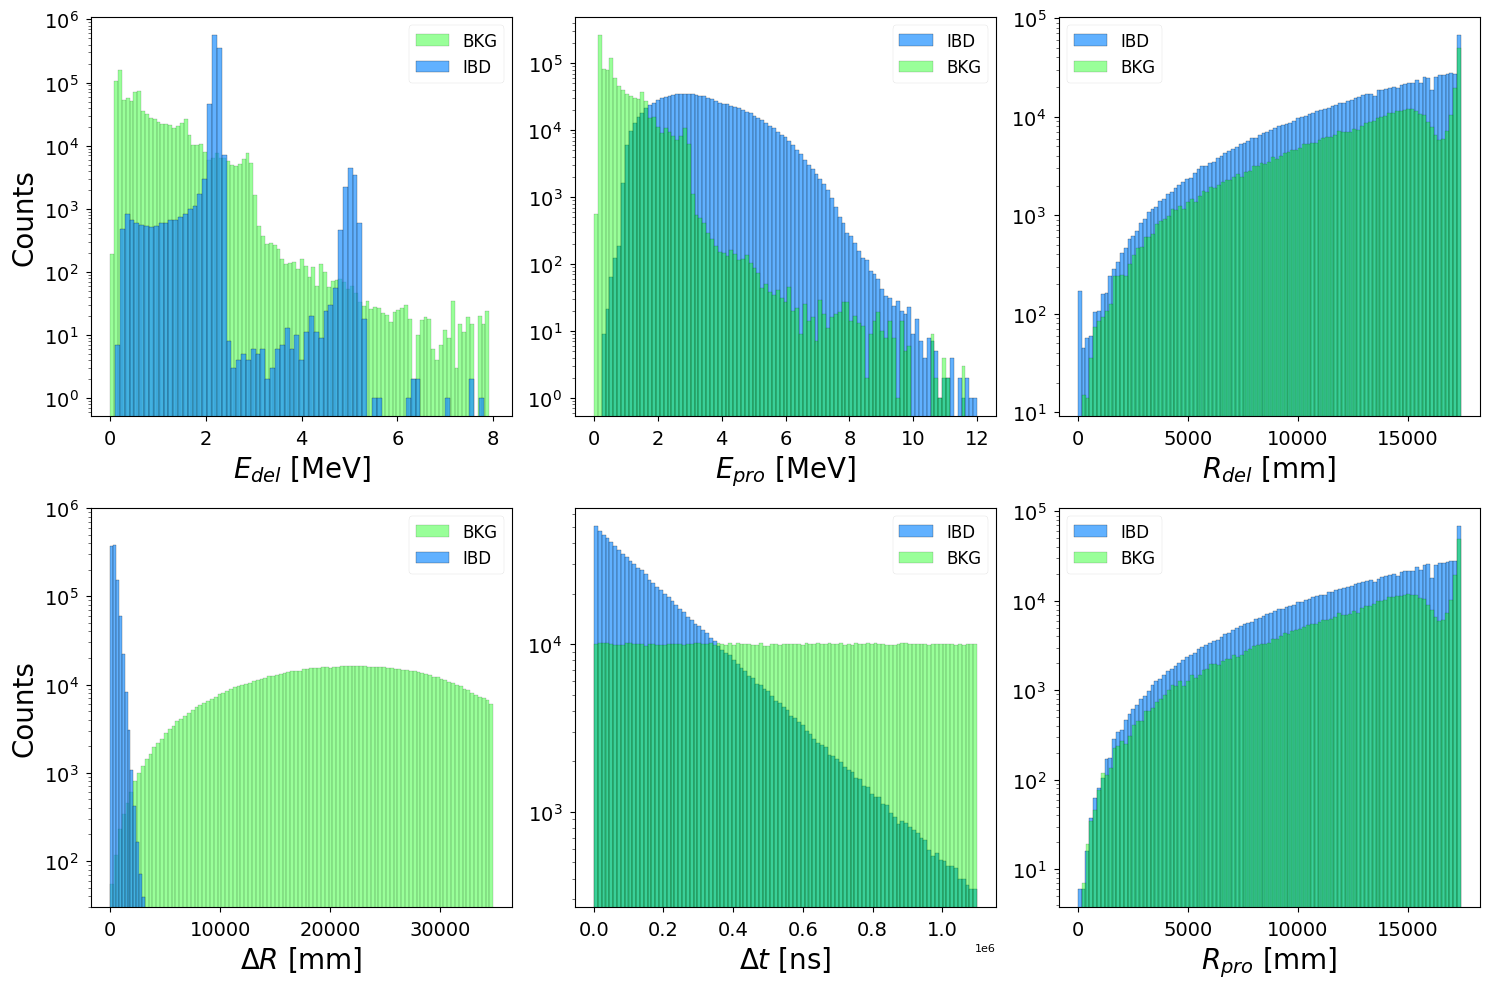 Counts
10⁶
10⁵
10⁴
10³
10²
10¹
10⁰
BKG
IBD
0 2 4 6 8
E_del [MeV]
10⁵
10⁴
10³
10²
10¹
10⁰
IBD
BKG
0 2 4 6 8 10 12
E_pro [MeV]
10⁵
10⁴
10³
10²
10¹
IBD
BKG
0 5000 10000 15000
R_del [mm]
Counts
10⁶
10⁵
10⁴
10³
10²
BKG
IBD
0 10000 20000 30000
ΔR [mm]
10⁴
10³
IBD
BKG
0.0 0.2 0.4 0.6 0.8 1.0
1e6
Δt [ns]
10⁵
10⁴
10³
10²
10¹
IBD
BKG
0 5000 10000 15000
R_pro [mm]